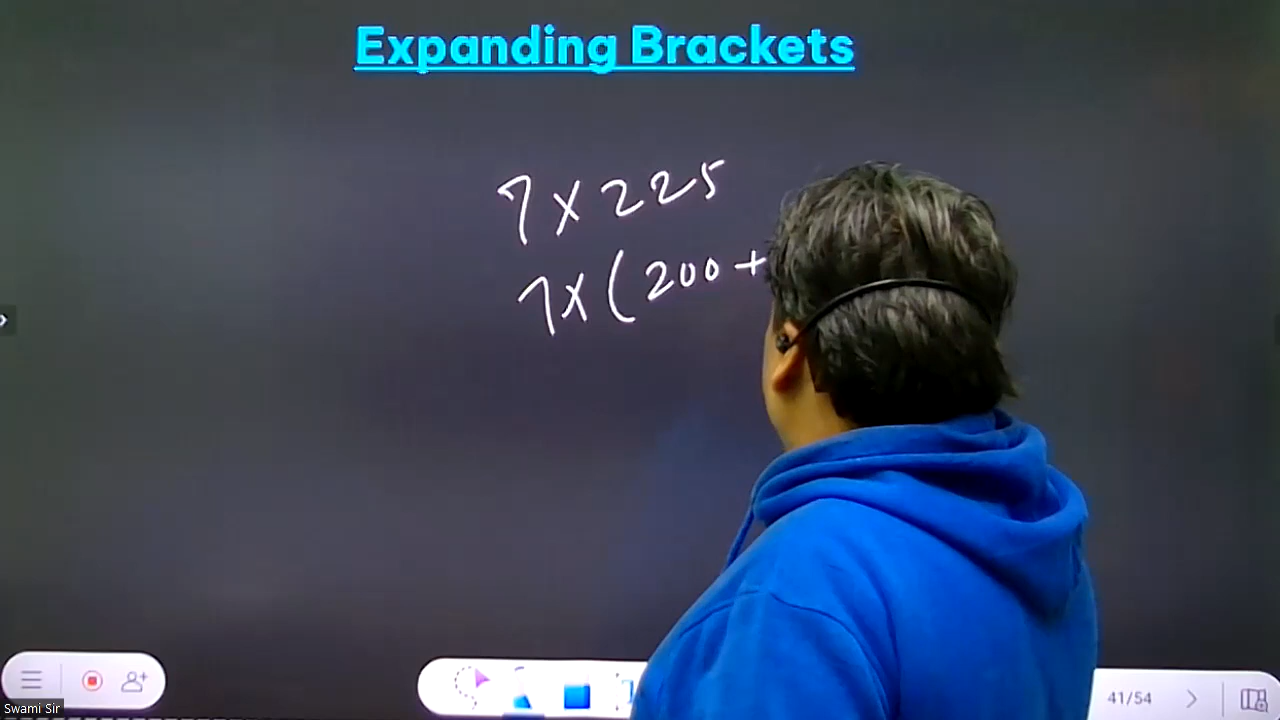 Expanding Brackets
7 x 225
7 x ( 200 +
41/54
Swami Sir